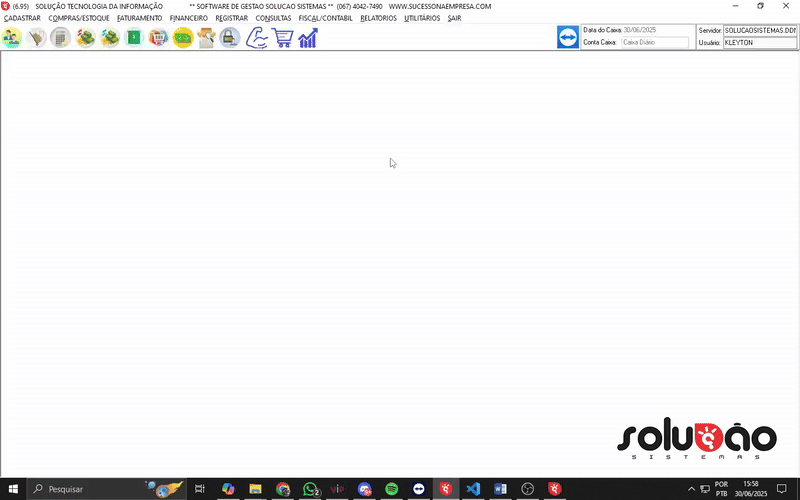 (6.95) SOLUÇÃO TECNOLOGIA DA INFORMAÇÃO ** SOFTWARE DE GESTAO SOLUCAO SISTEMAS ** (067) 4042-7490 WWW.SUCESSONAEMPRESA.COM
CADASTRAR COMPRAS/ESTOQUE FATURAMENTO FINANCEIRO REGISTRAR CONSULTAS FISCAL/CONTABIL RELATORIOS UTILITÁRIOS SAIR
Data do Caixa: 30/06/2025 Servidor: SOLUCAOSISTEMAS.DDN
Conta Caixa: Caixa Diário Usuário: KLEYTON
solução
SISTEMAS
Pesquisar
2
POR 15:58
PTB 30/06/2025